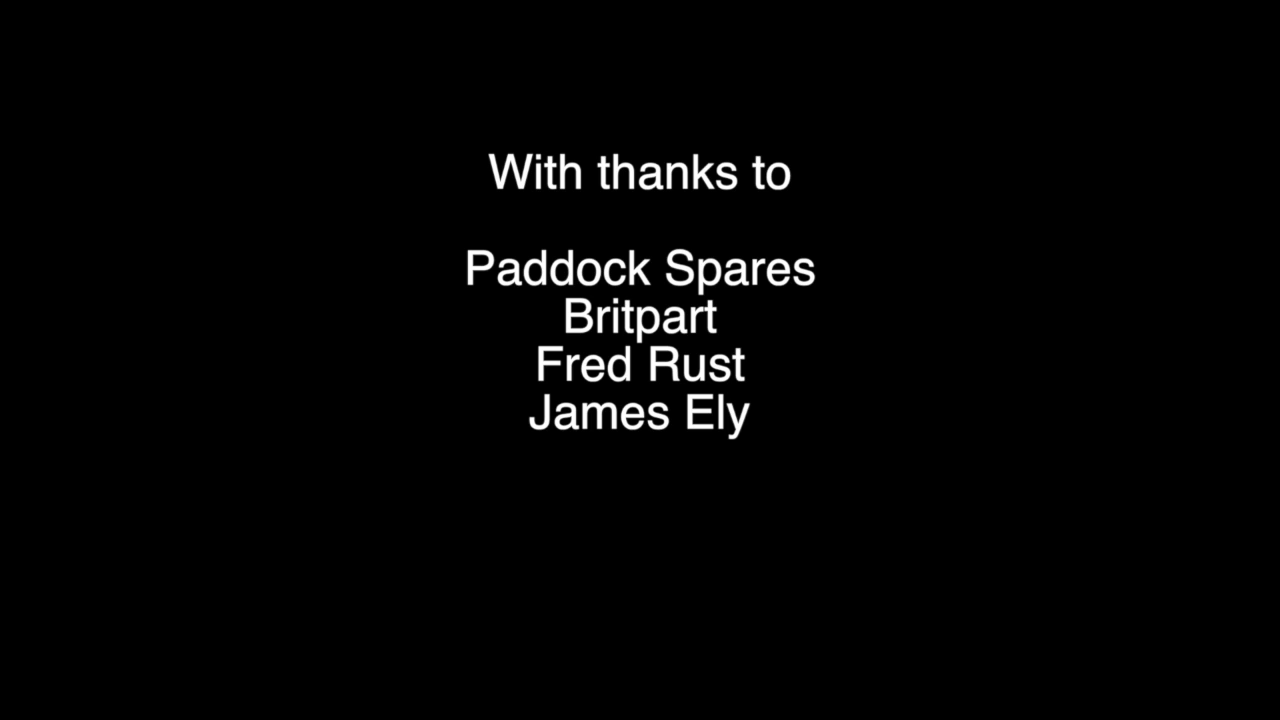 With thanks to
Paddock Spares
Britpart
Fred Rust
James Ely